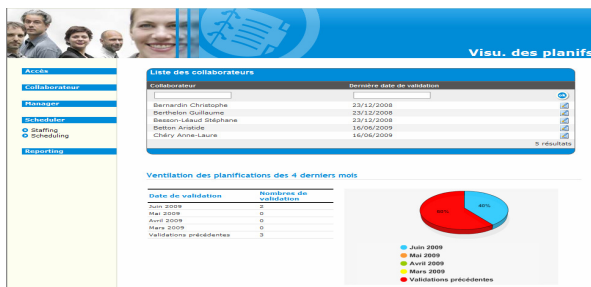 Visu. des planifs
Accès
Collaborateur
Manager
Scheduler
Staffing
Scheduling
Reporting
Liste des collaborateurs
Collaborateur Dernière date de validation
Bernardin Christophe 23/12/2008
Berthelon Guillaume 23/12/2008
Besson-Léaud Stéphane 23/12/2008
Betton Aristide 16/06/2009
Chéry Anne-Laure 16/06/2009
5 résultats
Ventilation des planifications des 4 derniers mois
Date de validation Nombres de validation
Juin 2009 2
Mai 2009 0
Avril 2009 0
Mars 2009 0
Validations précédentes 3
60% 40%
Juin 2009
Mai 2009
Avril 2009
Mars 2009
Validations précédentes